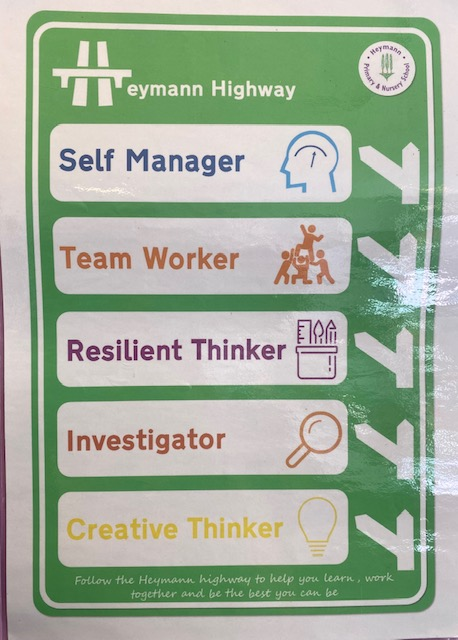 Heymann Highway
Heymann
Primary & Nursery School
Self Manager
Team Worker
Resilient Thinker
Investigator
Creative Thinker
Follow the Heymann highway to help you learn, work
together and be the best you can be